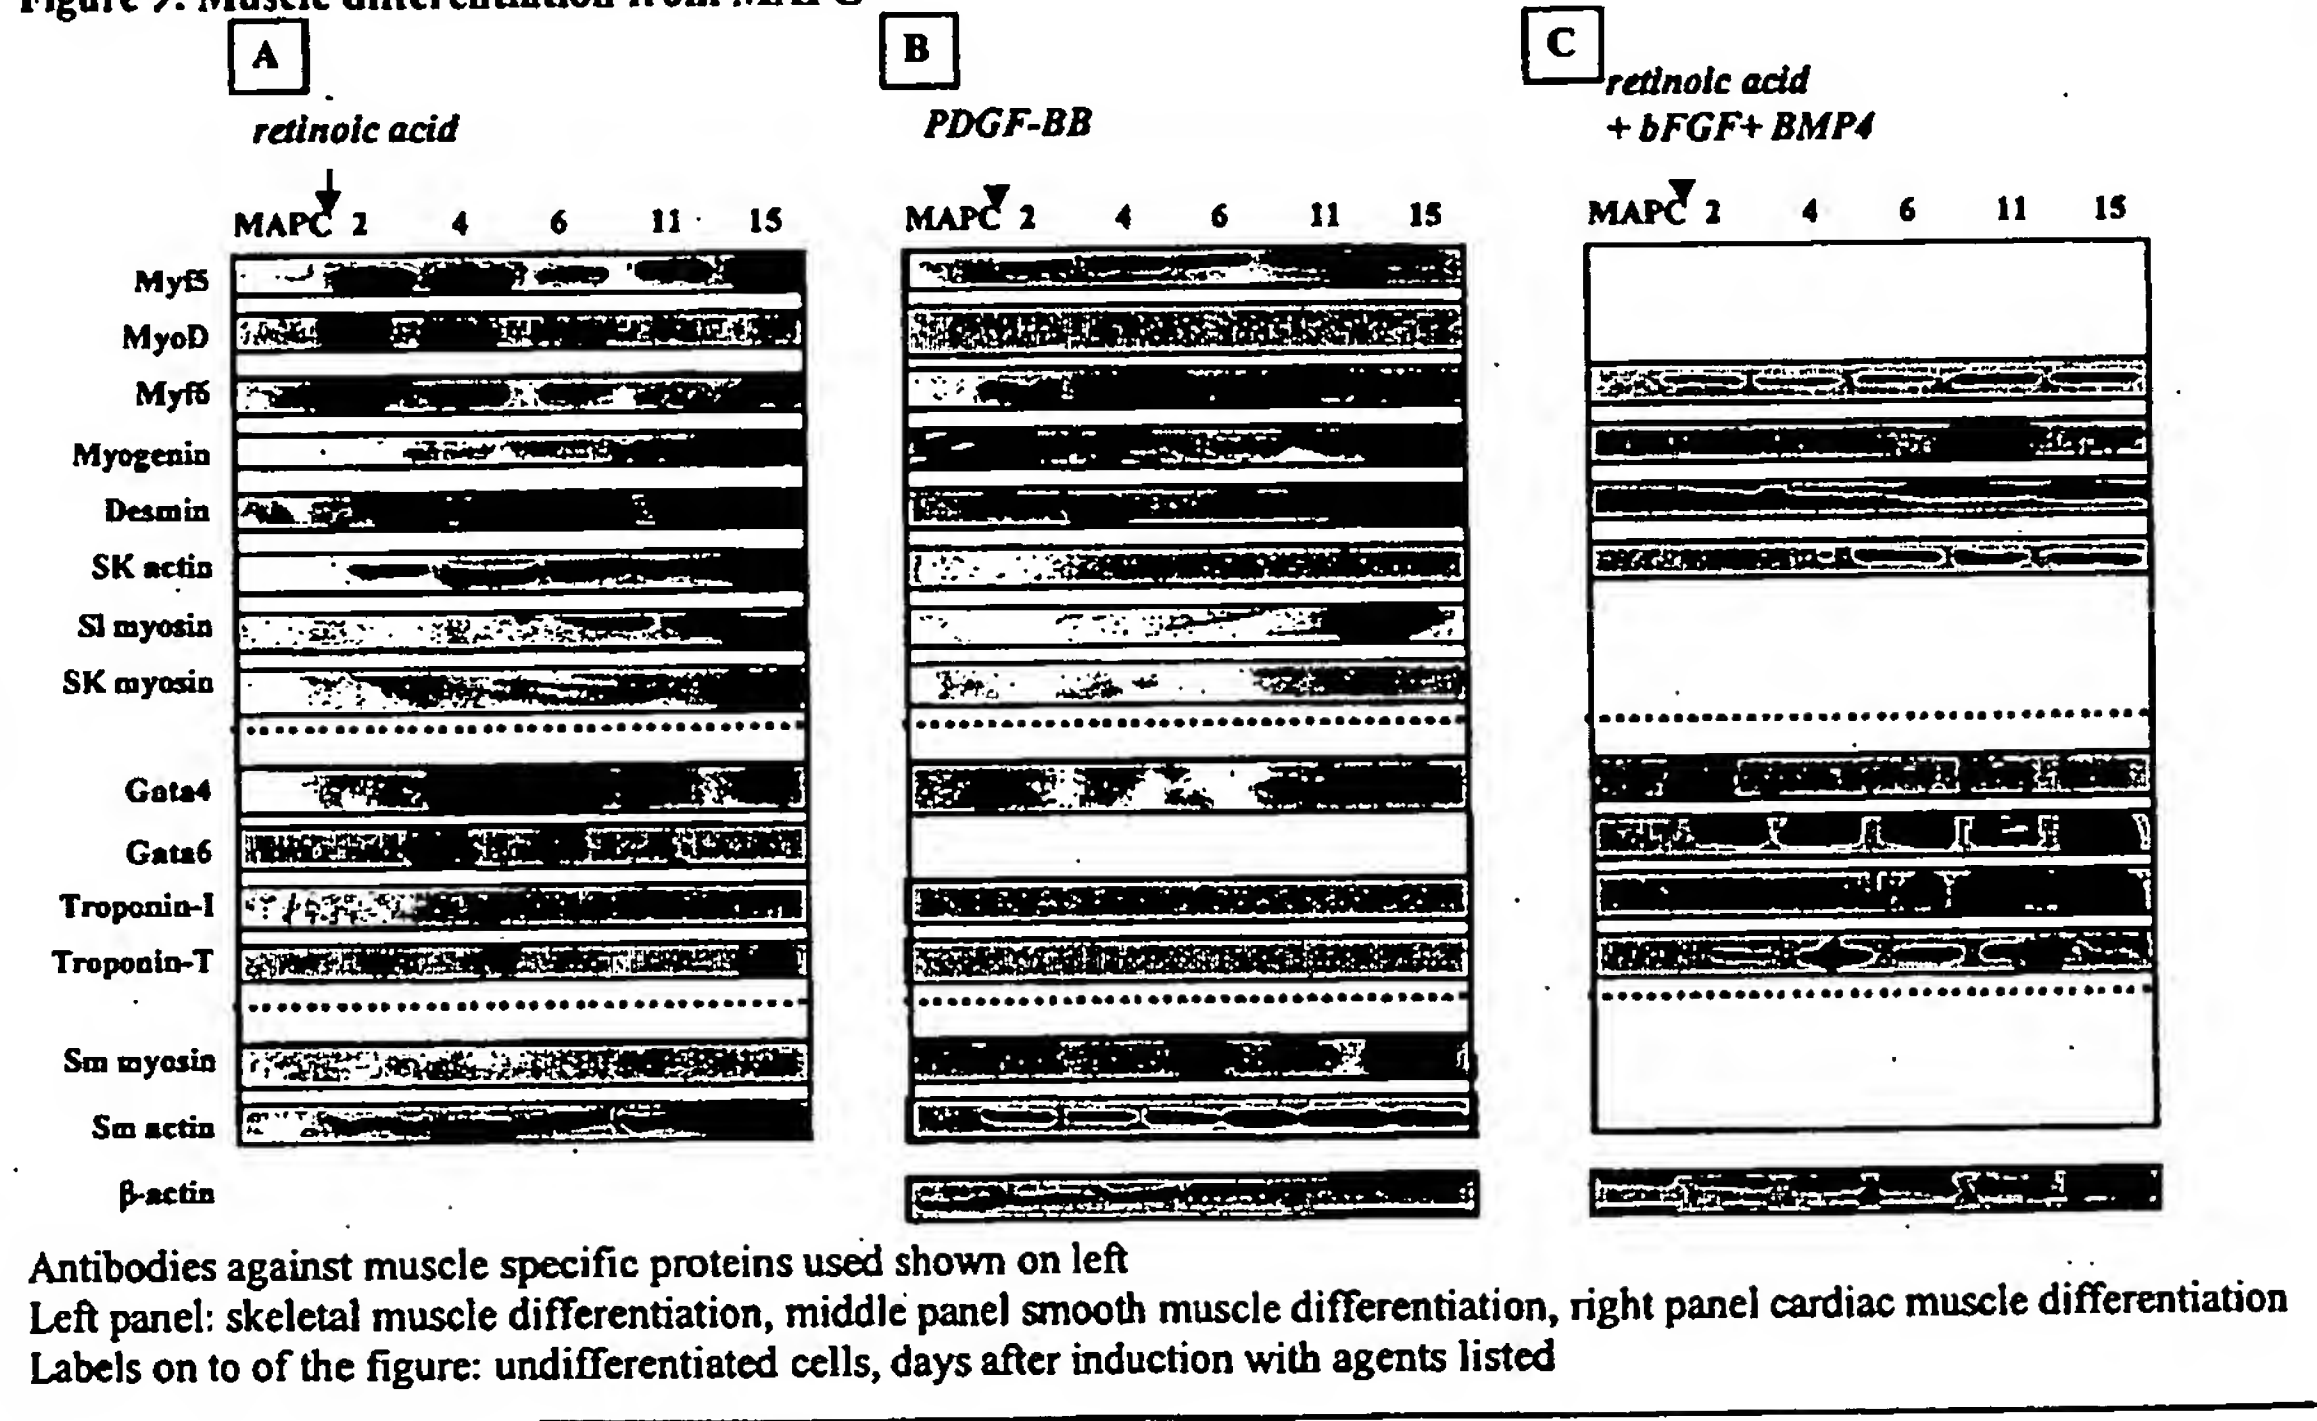 A
B
C
retinoic acid
PDGF-BB
retinoic acid
+ bFGF+ BMP4
MAPC 2 4 6 11 15
MAPC 2 4 6 11 15
MAPC 2 4 6 11 15
Myf5
MyoD
Myf6
Myogenin
Desmin
SK actin
Sl myosin
SK myosin
Gata4
Gata6
Troponin-I
Troponin-T
Sm myosin
Sm actin
β-actin
Antibodies against muscle specific proteins used shown on left
Left panel: skeletal muscle differentiation, middle panel smooth muscle differentiation, right panel cardiac muscle differentiation
Labels on to of the figure: undifferentiated cells, days after induction with agents listed